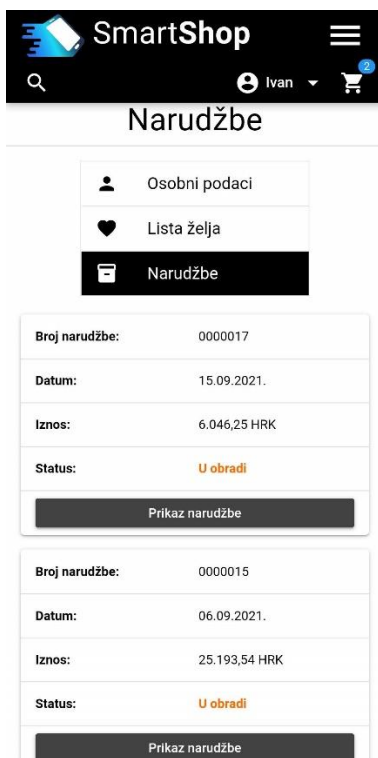 SmartShop
Ivan 2
Narudžbe
Osobni podaci
Lista želja
Narudžbe
Broj narudžbe: 0000017
Datum: 15.09.2021.
Iznos: 6.046,25 HRK
Status: U obradi
Prikaz narudžbe
Broj narudžbe: 0000015
Datum: 06.09.2021.
Iznos: 25.193,54 HRK
Status: U obradi
Prikaz narudžbe